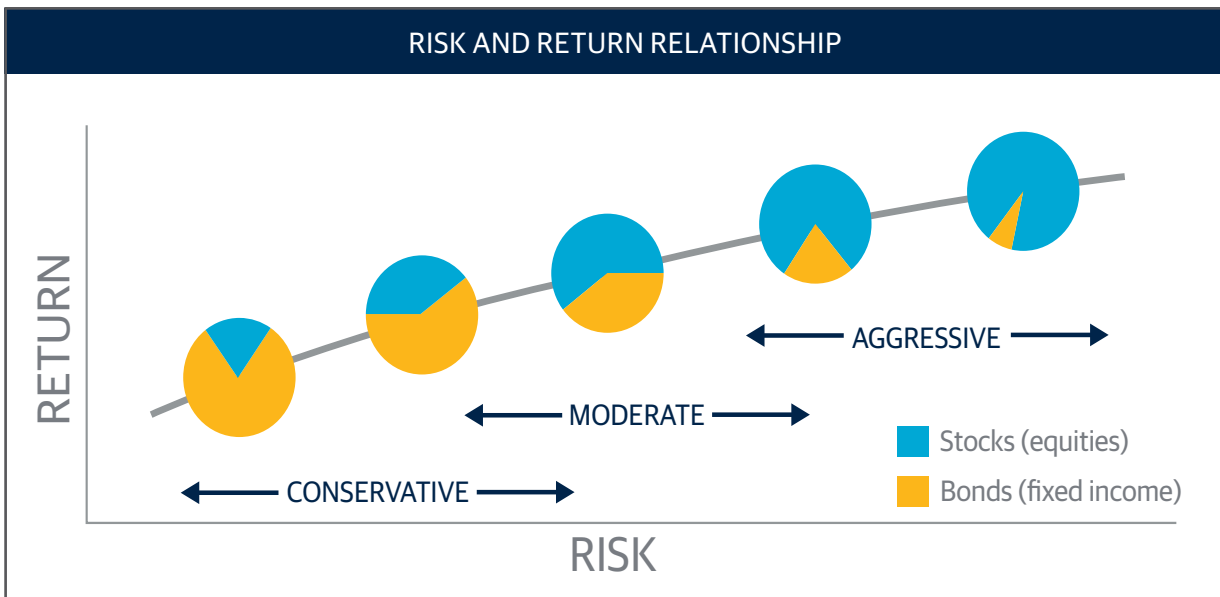 RISK AND RETURN RELATIONSHIP
RETURN
AGGRESSIVE
MODERATE
Stocks (equities)
CONSERVATIVE
Bonds (fixed income)
RISK